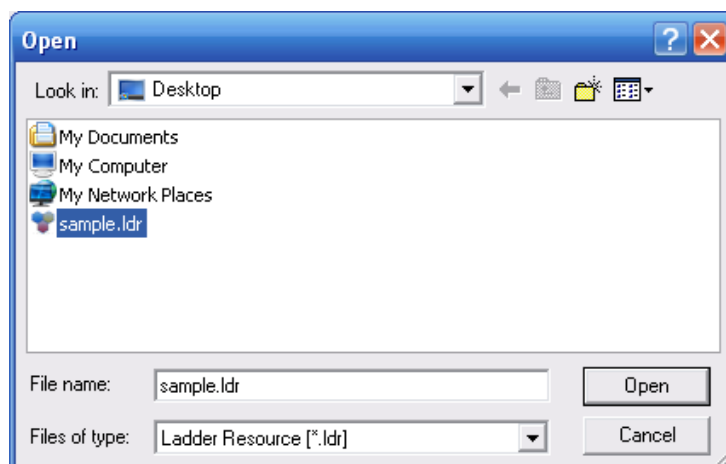 Open
Look in: Desktop
My Documents
My Computer
My Network Places
sample.ldr
File name: sample.ldr Open
Files of type: Ladder Resource [*.ldr] Cancel